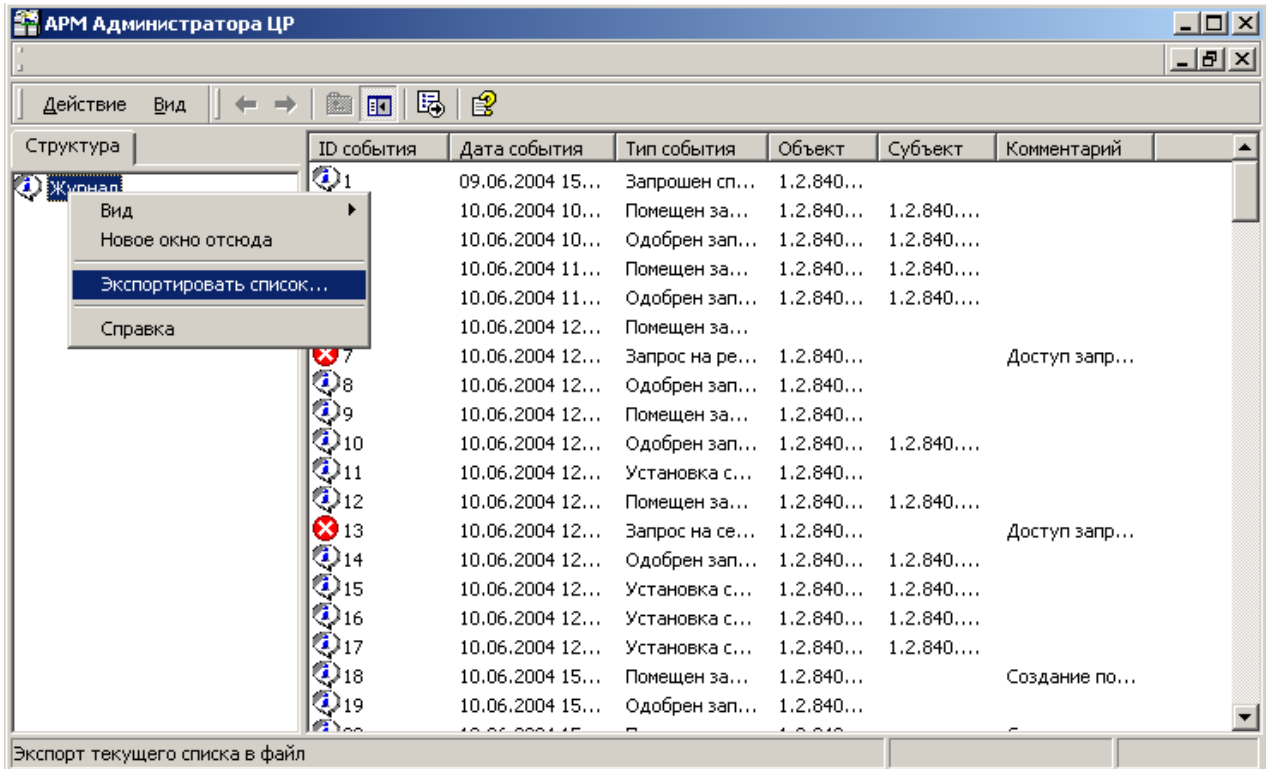 АРМ Администратора ЦР
Действие Вид
Структура ID события Дата события Тип события Объект Субъект Комментарий
Журнал 1 09.06.2004 15... Запрошен сп... 1.2.840...
Вид 10.06.2004 10... Помещен за... 1.2.840... 1.2.840....
Новое окно отсюда 10.06.2004 10... Одобрен зап... 1.2.840... 1.2.840....
10.06.2004 11... Помещен за... 1.2.840... 1.2.840....
Экспортировать список... 10.06.2004 11... Одобрен зап... 1.2.840... 1.2.840....
Справка 10.06.2004 12... Помещен за...
7 10.06.2004 12... Запрос на ре... 1.2.840... Доступ запр...
8 10.06.2004 12... Одобрен зап... 1.2.840...
9 10.06.2004 12... Помещен за... 1.2.840...
10 10.06.2004 12... Одобрен зап... 1.2.840... 1.2.840....
11 10.06.2004 12... Установка с... 1.2.840...
12 10.06.2004 12... Помещен за... 1.2.840... 1.2.840....
13 10.06.2004 12... Запрос на се... 1.2.840... Доступ запр...
14 10.06.2004 12... Одобрен зап... 1.2.840... 1.2.840....
15 10.06.2004 12... Установка с... 1.2.840... 1.2.840....
16 10.06.2004 12... Установка с... 1.2.840... 1.2.840....
17 10.06.2004 12... Установка с... 1.2.840... 1.2.840....
18 10.06.2004 15... Помещен за... 1.2.840... Создание по...
19 10.06.2004 15... Одобрен зап... 1.2.840...
Экспорт текущего списка в файл